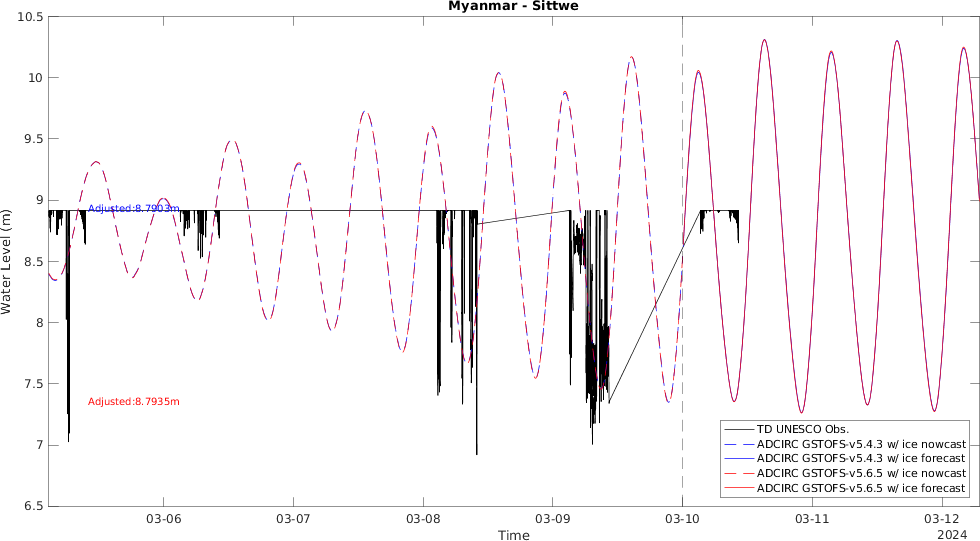 Myanmar - Sittwe
10.5
10
9.5
9
8.5
8
7.5
7
6.5
Water Level (m)
Adjusted:8.7903m
Adjusted:8.7935m
TD UNESCO Obs.
ADCIRC GSTOFS-v5.4.3 w/ ice nowcast
ADCIRC GSTOFS-v5.4.3 w/ ice forecast
ADCIRC GSTOFS-v5.6.5 w/ ice nowcast
ADCIRC GSTOFS-v5.6.5 w/ ice forecast
03-06 03-07 03-08 03-09 03-10 03-11 03-12
Time
2024